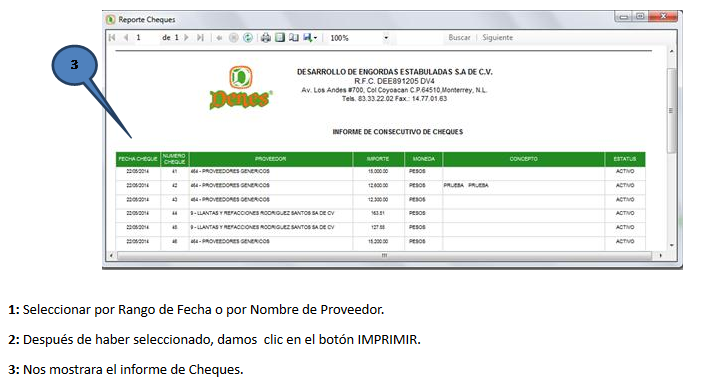 Reporte Cheques
1 de 1 100% Buscar | Siguiente
3
Denes
DESARROLLO DE ENGORDAS ESTABULADAS S.A DE C.V.
R.F.C. DEE891205 DV4
Av. Los Andes #700, Col Coyoacan C.P.64510,Monterrey, N.L.
Tels. 83.33.22.02 Fax.: 14.77.01.63
INFORME DE CONSECUTIVO DE CHEQUES
FECHA CHEQUE NUMERO CHEQUE PROVEEDOR IMPORTE MONEDA CONCEPTO ESTATUS
22/05/2014 41 464 - PROVEEDORES GENERICOS 15,000.00 PESOS ACTIVO
22/05/2014 42 464 - PROVEEDORES GENERICOS 12,600.00 PESOS PRUEBA PRUEBA ACTIVO
22/05/2014 43 464 - PROVEEDORES GENERICOS 12,300.00 PESOS ACTIVO
22/05/2014 44 9 - LLANTAS Y REFACCIONES RODRIGUEZ SANTOS SA DE CV 163.51 PESOS ACTIVO
22/05/2014 45 9 - LLANTAS Y REFACCIONES RODRIGUEZ SANTOS SA DE CV PESOS ACTIVO
22/05/2014 46 464 - PROVEEDORES GENERICOS 15,200.00 PESOS ACTIVO
1: Seleccionar por Rango de Fecha o por Nombre de Proveedor.
2: Después de haber seleccionado, damos clic en el botón IMPRIMIR.
3: Nos mostrara el informe de Cheques.